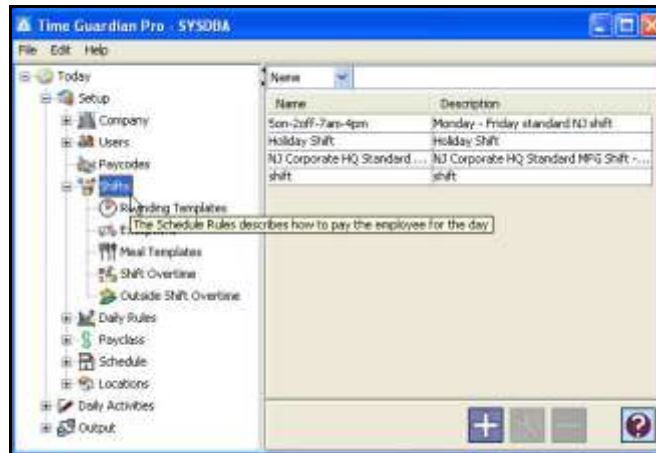 Time Guardian Pro - SYSDBA
File Edit Help
Today
Setup
Company
Users
Paycodes
Shifts
Rounding Templates
The Schedule Rules describes how to pay the employee for the day
Meal Templates
Shift Overtime
Outside Shift Overtime
Daily Rules
Payclass
Schedule
Locations
Daily Activities
Output
Name
Name Description
5on-2off-7am-4pm Monday - Friday standard NJ shift
Holiday Shift Holiday Shift
NJ Corporate HQ Standard ... NJ Corporate HQ Standard MFG Shift -...
shift shift